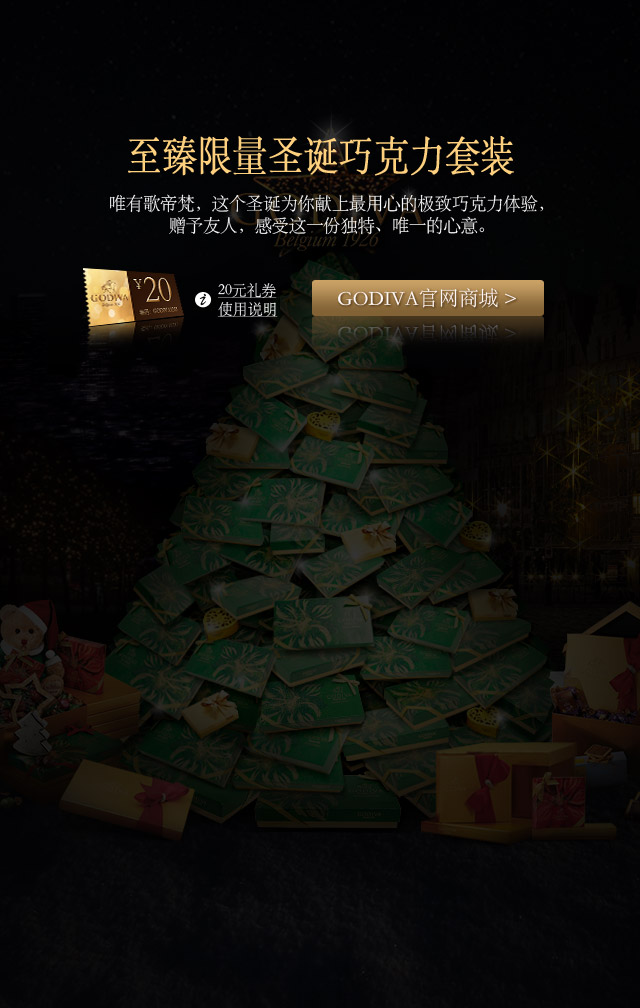 至臻限量圣诞巧克力套装
唯有歌帝梵，这个圣诞为你献上最用心的极致巧克力体验，
赠予友人，感受这一份独特、唯一的心意。
GODIVA
Belgium 1926
GODIVA
¥20
20元礼券
使用说明
GODIVA官网商城 >